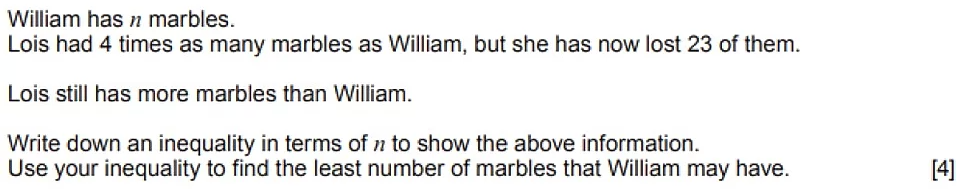 William has n marbles.
Lois had 4 times as many marbles as William, but she has now lost 23 of them.
Lois still has more marbles than William.
Write down an inequality in terms of n to show the above information.
Use your inequality to find the least number of marbles that William may have. [4]